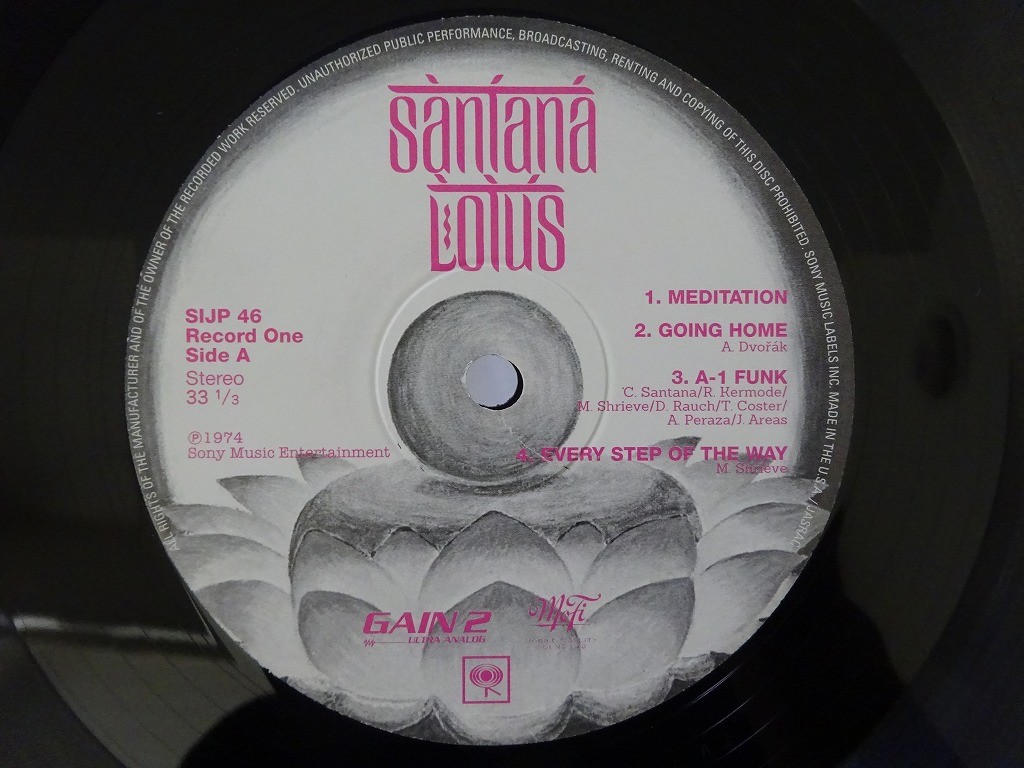 ALL RIGHTS OF THE MANUFACTURER AND OF THE OWNER OF THE RECORDED WORK RESERVED. UNAUTHORIZED PUBLIC PERFORMANCE, BROADCASTING, RENTING AND COPYING OF THIS DISC PROHIBITED. SONY MUSIC LABELS INC. MADE IN THE U.S.A. /JASRAC
Santana
Lotus
SIJP 46
Record One
Side A
Stereo
33 1/3
℗1974
Sony Music Entertainment
1. MEDITATION
2. GOING HOME
A. Dvořák
3. A-1 FUNK
C. Santana/R. Kermode/
M. Shrieve/D. Rauch/T. Coster/
A. Peraza/J. Areas
4. EVERY STEP OF THE WAY
M. Shrieve
GAIN 2
ULTRA ANALOG
MoFi